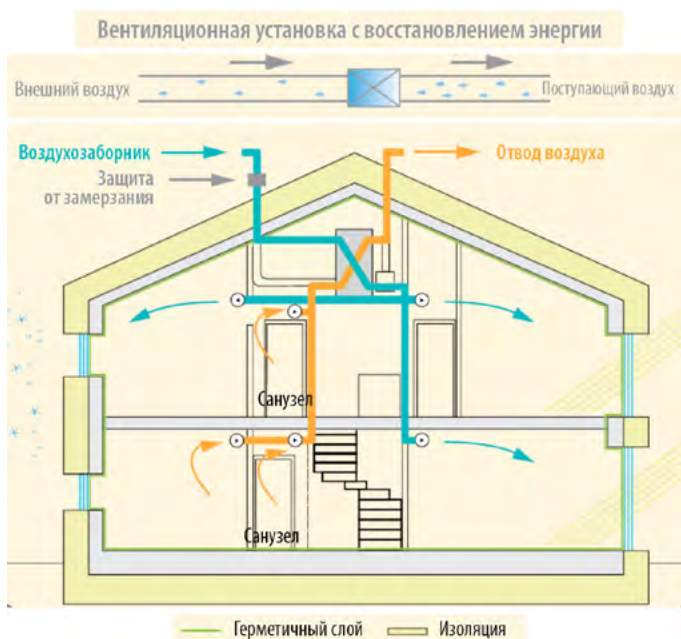 Вентиляционная установка с восстановлением энергии
Внешний воздух
Поступающий воздух
Воздухозаборник
Отвод воздуха
Защита
от замерзания
Санузел
Санузел
Герметичный слой
Изоляция